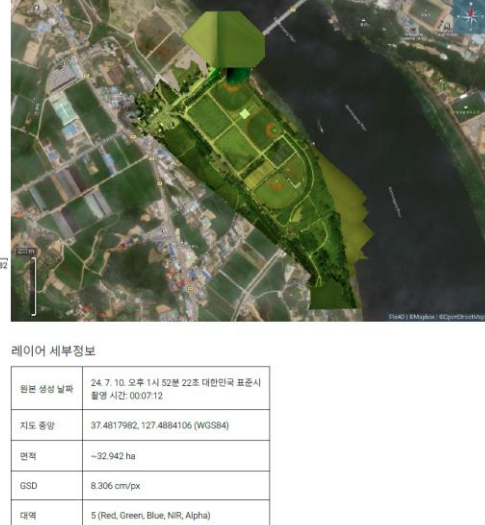 Pix4D | ©Mapbox | ©OpenStreetMap
레이어 세부정보
원본 생성 날짜
24. 7. 10. 오후 1시 52분 22초 대한민국 표준시
촬영 시간: 00:07:12
지도 중앙
37.4817982, 127.4884106 (WGS84)
면적
~32.942 ha
GSD
8.306 cm/px
대역
5 (Red, Green, Blue, NIR, Alpha)